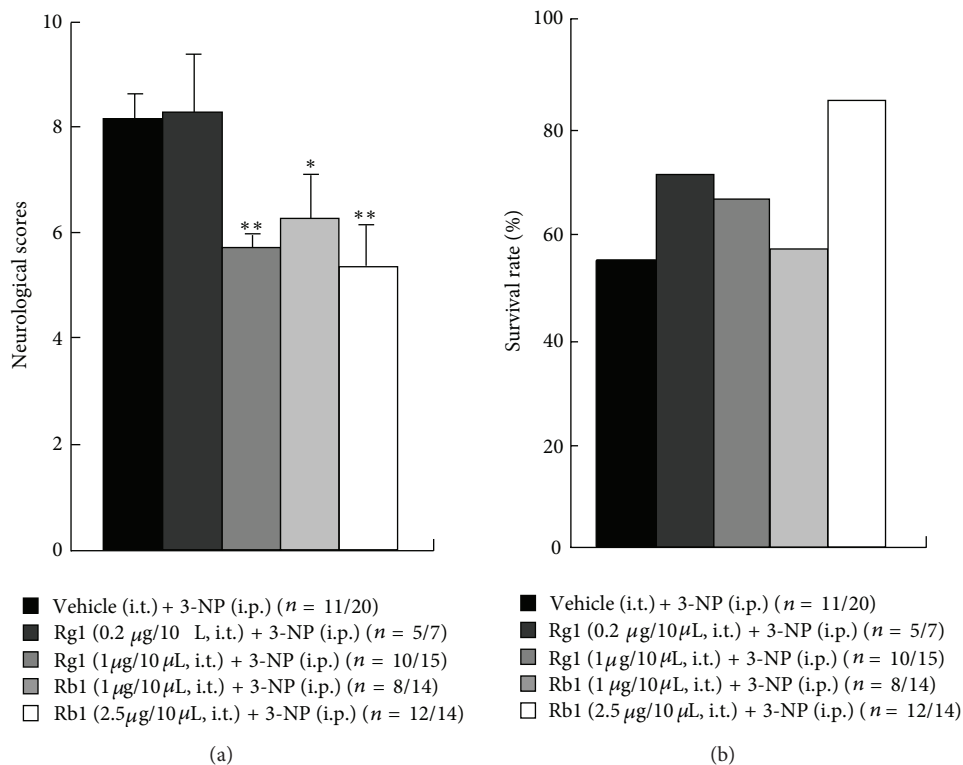 10
8
6
4
2
0
Neurological scores
**
*
**
Vehicle (i.t.) + 3-NP (i.p.) (n = 11/20)
Rg1 (0.2 μg/10 L, i.t.) + 3-NP (i.p.) (n = 5/7)
Rg1 (1μg/10 μL, i.t.) + 3-NP (i.p.) (n = 10/15)
Rb1 (1μg/10 μL, i.t.) + 3-NP (i.p.) (n = 8/14)
Rb1 (2.5μg/10 μL, i.t.) + 3-NP (i.p.) (n = 12/14)
(a)
100
80
60
40
20
0
Survival rate (%)
Vehicle (i.t.) + 3-NP (i.p.) (n = 11/20)
Rg1 (0.2 μg/10 μL, i.t.) + 3-NP (i.p.) (n = 5/7)
Rg1 (1μg/10 μL, i.t.) + 3-NP (i.p.) (n = 10/15)
Rb1 (1 μg/10 μL, i.t.) + 3-NP (i.p.) (n = 8/14)
Rb1 (2.5 μg/10 μL, i.t.) + 3-NP (i.p.) (n = 12/14)
(b)